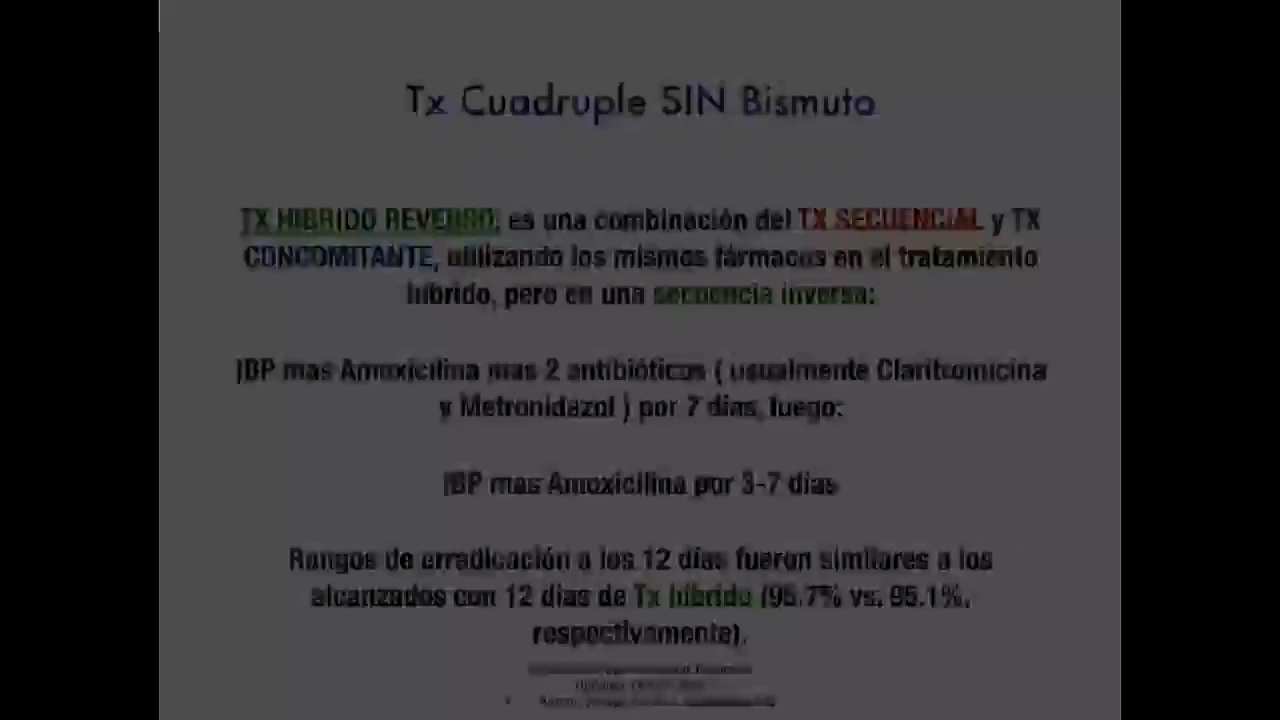 Tx Cuadruple SIN Bismuto
TX HIBRIDO REVERSO, es una combinación del TX SECUENCIAL y TX
CONCOMITANTE, utilizando los mismos fármacos en el tratamiento
híbrido, pero en una secuencia inversa:
IBP mas Amoxicilina mas 2 antibióticos ( usualmente Claritromicina
y Metronidazol ) por 7 dias, luego:
IBP mas Amoxicilina por 3-7 dias
Rangos de erradicación a los 12 días fueron similares a los
alcanzados con 12 dias de Tx híbrido (95.7% vs. 95.1%,
respectivamente).